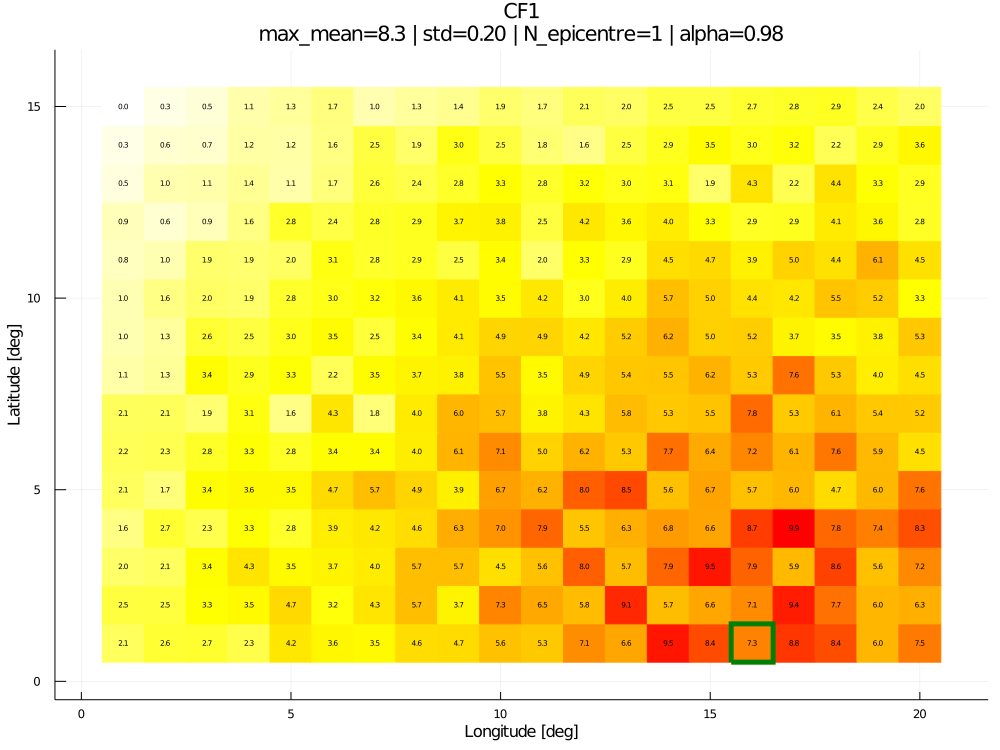 CF1
max_mean=8.3 | std=0.20 | N_epicentre=1 | alpha=0.98
15
0.0 0.3 0.5 1.1 1.3 1.7 1.0 1.3 1.4 1.9 1.7 2.1 2.0 2.5 2.5 2.7 2.8 2.9 2.4 2.0
0.3 0.6 0.7 1.2 1.2 1.6 2.5 1.9 3.0 2.5 1.8 1.6 2.5 2.9 3.5 3.0 3.2 2.2 2.9 3.6
0.5 1.0 1.1 1.4 1.1 1.7 2.6 2.4 2.8 3.3 2.8 3.2 3.0 3.1 1.9 4.3 2.2 4.4 3.3 2.9
0.9 0.6 0.9 1.6 2.8 2.4 2.8 2.9 3.7 3.8 2.5 4.2 3.6 4.0 3.3 2.9 2.9 4.1 3.6 2.8
0.8 1.0 1.9 1.9 2.0 3.1 2.8 2.9 2.5 3.4 2.0 3.3 2.9 4.5 4.7 3.9 5.0 4.4 6.1 4.5
10
1.0 1.6 2.0 1.9 2.8 3.0 3.2 3.6 4.1 3.5 4.2 3.0 4.0 5.7 5.0 4.4 4.2 5.5 5.2 3.3
1.0 1.3 2.6 2.5 3.0 3.5 2.5 3.4 4.1 4.9 4.9 4.2 5.2 6.2 5.0 5.2 3.7 3.5 3.8 5.3
1.1 1.3 3.4 2.9 3.3 2.2 3.5 3.7 3.8 5.5 3.5 4.9 5.4 5.5 6.2 5.3 7.6 5.3 4.0 4.5
2.1 2.1 1.9 3.1 1.6 4.3 1.8 4.0 6.0 5.7 3.8 4.3 5.8 5.3 5.5 7.8 5.3 6.1 5.4 5.2
2.2 2.3 2.8 3.3 2.8 3.4 3.4 4.0 6.1 7.1 5.0 6.2 5.3 7.7 6.4 7.2 6.1 7.6 5.9 4.5
5
2.1 1.7 3.4 3.6 3.5 4.7 5.7 4.9 3.9 6.7 6.2 8.0 8.5 5.6 6.7 5.7 6.0 4.7 6.0 7.6
1.6 2.7 2.3 3.3 2.8 3.9 4.2 4.6 6.3 7.0 7.9 5.5 6.3 6.8 6.6 8.7 9.9 7.8 7.4 8.3
2.0 2.1 3.4 4.3 3.5 3.7 4.0 5.7 5.7 4.5 5.6 8.0 5.7 7.9 9.5 7.9 5.9 8.6 5.6 7.2
2.5 2.5 3.3 3.5 4.7 3.2 4.3 5.7 3.7 7.3 6.5 5.8 9.1 5.7 6.6 7.1 9.4 7.7 6.0 6.3
2.1 2.6 2.7 2.3 4.2 3.6 3.5 4.6 4.7 5.6 5.3 7.1 6.6 9.5 8.4 7.3 8.8 8.4 6.0 7.5
0
Latitude [deg]
0 5 10 15 20
Longitude [deg]